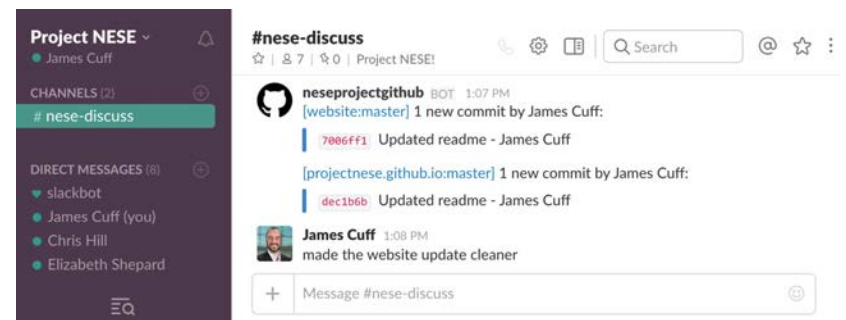 Project NESE
James Cuff
CHANNELS (2)
# nese-discuss
DIRECT MESSAGES (8)
slackbot
James Cuff (you)
Chris Hill
Elizabeth Shepard
#nese-discuss
7 | 0 | Project NESE!
Search
neseprojectgithub BOT 1:07 PM
[website:master] 1 new commit by James Cuff:
7006ff1 Updated readme - James Cuff
[projectnese.github.io:master] 1 new commit by James Cuff:
dec1b6b Updated readme - James Cuff
James Cuff 1:08 PM
made the website update cleaner
Message #nese-discuss